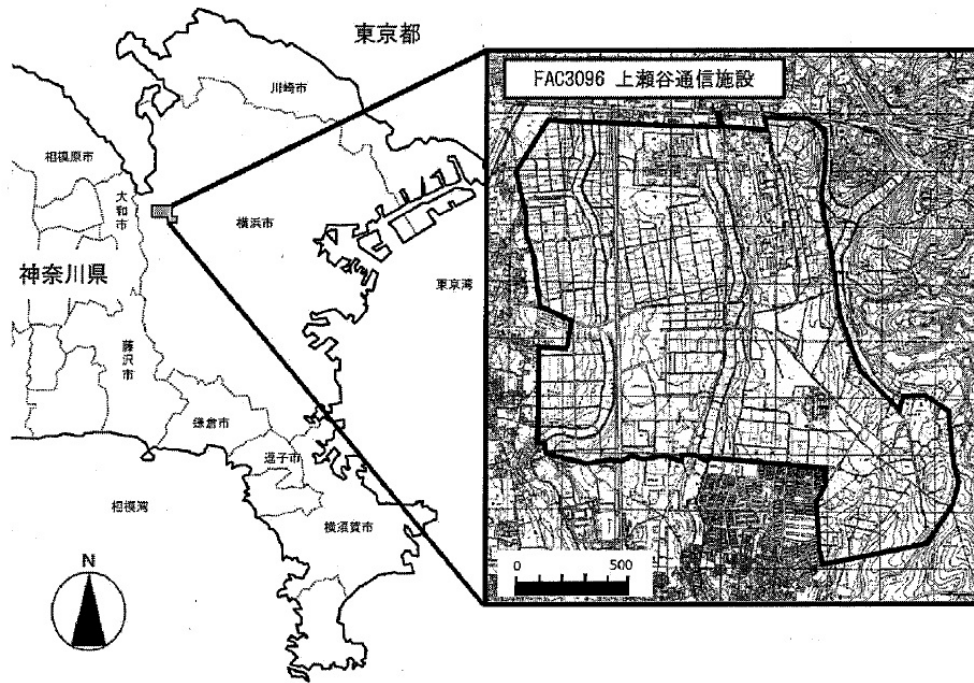 東京都
川崎市
相模原市
大和市
横浜市
神奈川県
東京湾
藤沢市
鎌倉市
逗子市
相模湾
横須賀市
N
FAC3096 上瀬谷通信施設
0 500